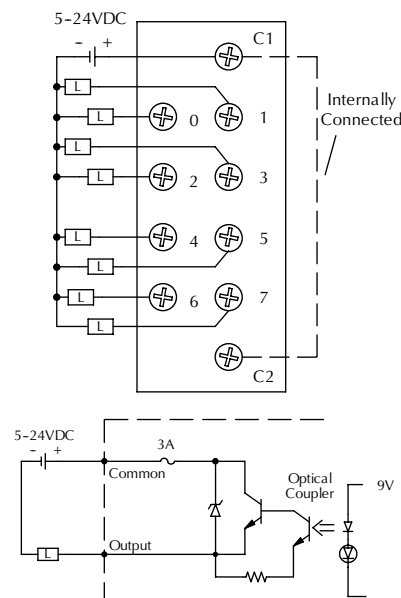 5-24VDC
- +
C1
L
L
0
1
Internally
Connected
L
L
2
3
L
4
5
L
L
6
7
L
C2
5-24VDC
- +
3A
Common
Optical
Coupler
9V
L
Output